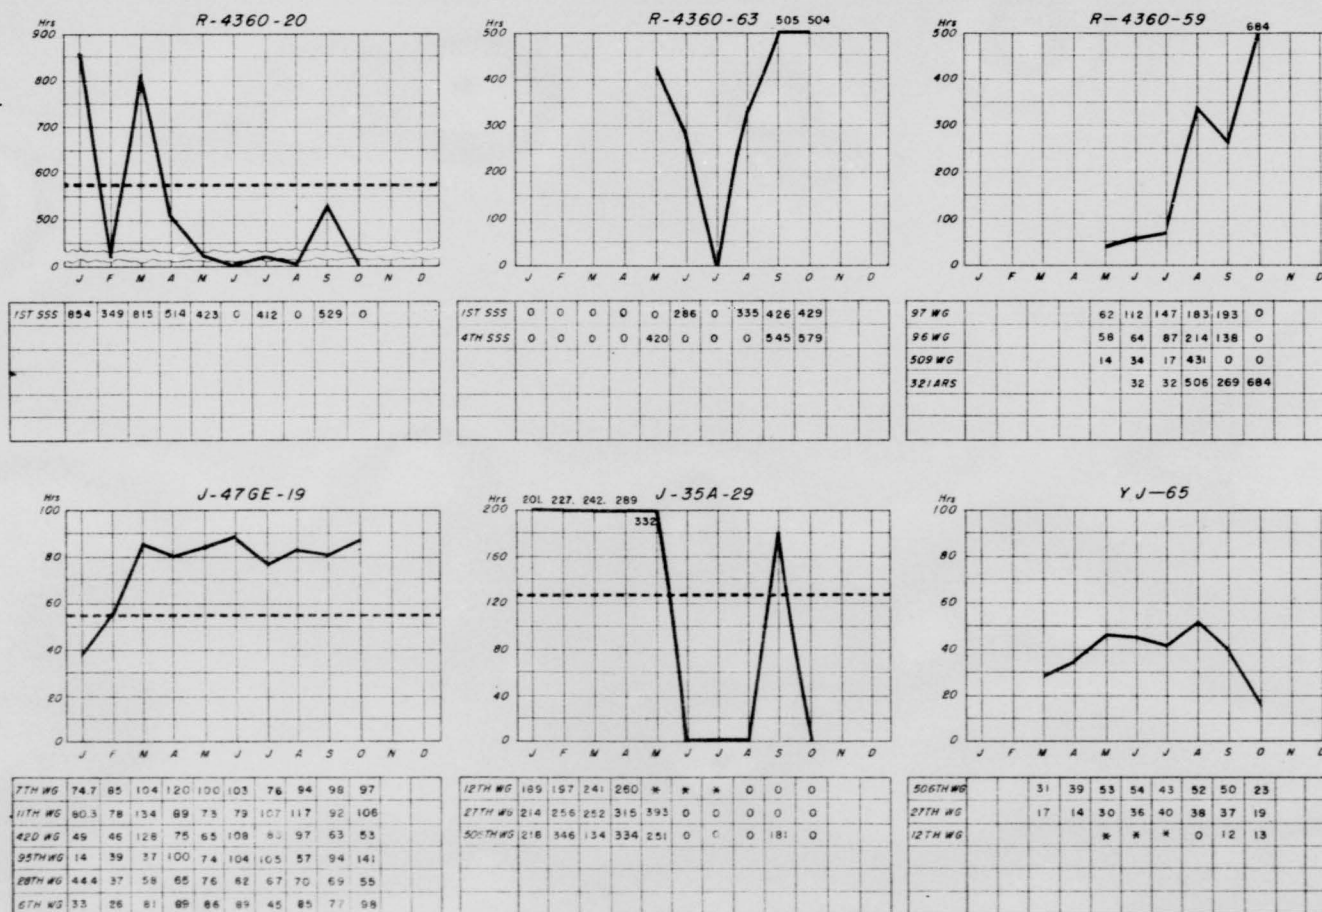 R-4360-20
Hrs
900
800
700
600
500
0
J F M A M J J A S O N D
1ST SSS 854 349 815 514 423 0 412 0 529 0
R-4360-63
505 504
Hrs
500
400
300
200
100
0
J F M A M J J A S O N D
1ST SSS 0 0 0 0 0 286 0 335 426 429
4TH SSS 0 0 0 0 420 0 0 0 545 579
R-4360-59
684
Hrs
500
400
300
200
100
0
J F M A M J J A S O N D
97 WG 62 112 147 183 193 0
96 WG 58 64 87 214 138 0
509 WG 14 34 17 431 0 0
321 ARS 32 32 506 269 684
J-47GE-19
Hrs
100
80
60
40
20
0
J F M A M J J A S O N D
7TH WG 74.7 85 104 120 100 103 76 94 98 97
11TH WG 80.3 78 134 89 73 79 107 117 92 106
42D WG 49 46 128 75 65 108 97 63 53
95TH WG 14 39 37 100 74 104 105 57 94 141
28TH WG 44.4 37 58 65 76 82 67 70 69 55
6TH WG 33 26 81 89 86 89 45 85 77 98
J-35A-29
Hrs 201. 227. 242. 289
332
200
160
120
80
40
0
J F M A M J J A S O N D
12TH WG 189 197 241 260 * * * 0 0 0
27TH WG 214 256 252 315 393 0 0 0 0 0
506TH WG 218 346 134 334 251 0 0 0 181 0
YJ-65
Hrs
100
80
60
40
20
0
J F M A M J J A S O N D
506TH WG 31 39 53 54 43 52 50 23
27TH WG 17 14 30 36 40 38 37 19
12TH WG * * * 0 12 13